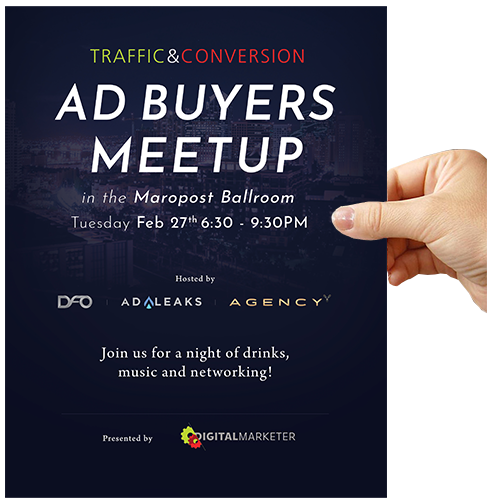 TRAFFIC&CONVERSION
AD BUYERS
MEETUP
in the Maropost Ballroom
Tuesday Feb 27th 6:30 - 9:30PM
Hosted by
DFO | ADLEAKS | AGENCY Y
Join us for a night of drinks,
music and networking!
Presented by DIGITALMARKETER